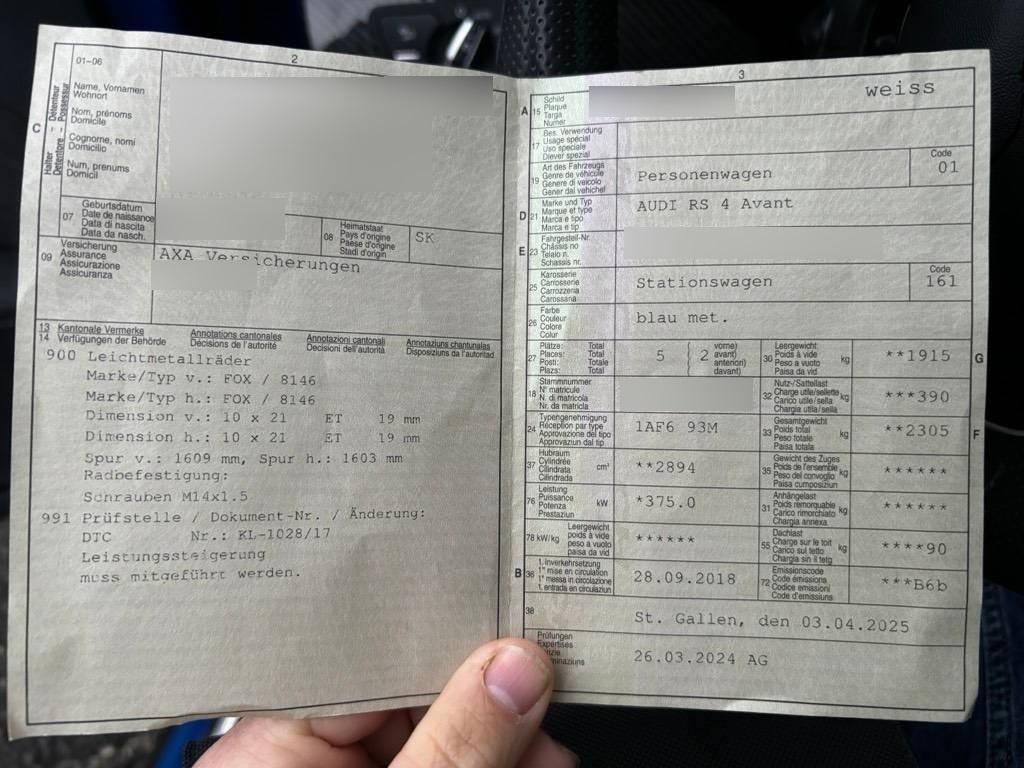 01-06
2
C
Halter - Détenteur
Detentore - Possessur
Name, Vornamen
Wohnort
Nom, prénoms
Domicile
Cognome, nomi
Domicilio
Num, prenums
Domicil
07
Geburtsdatum
Date de naissance
Data di nascita
Data da nasch.
08
Heimatstaat
Pays d'origine
Paese d'origine
Stadi d'origin
SK
09
Versicherung
Assurance
Assicurazione
Assicuranza
AXA Versicherungen
13 Kantonale Vermerke
14 Verfügungen der Behörde
Annotations cantonales
Décisions de l'autorité
Annotazioni cantonali
Decisioni dell'autorità
Annotaziuns chantunalas
Disposiziuns da l'autoritad
900 Leichtmetallräder
Marke/Typ v.: FOX / 8146
Marke/Typ h.: FOX / 8146
Dimension v.: 10 x 21 ET 19 mm
Dimension h.: 10 x 21 ET 19 mm
Spur v.: 1609 mm, Spur h.: 1603 mm
Radbefestigung:
Schrauben M14x1.5
991 Prüfstelle / Dokument-Nr. / Änderung:
DTC Nr.: KL-1028/17
Leistungssteigerung
muss mitgeführt werden.
3
A 15
Schild
Plaque
Targa
Numer
weiss
17
Bes. Verwendung
Usage spécial
Uso speciale
Diever spezial
19
Art des Fahrzeugs
Genre de véhicule
Genere di veicolo
Gener dal vehichel
Personenwagen
Code
01
D 21
Marke und Typ
Marque et type
Marca e tipo
Marca e tip
AUDI RS 4 Avant
E 23
Fahrgestell-Nr.
Châssis no
Telaio n.
Schassis nr.
25
Karosserie
Carrosserie
Carrozzeria
Carossaria
Stationswagen
Code
161
26
Farbe
Couleur
Colore
Colur
blau met.
27
Plätze: Total
Places: Total
Posti: Totale
Plazs: Total
5
2
vorne)
avant)
anteriori)
davant)
30
Leergewicht
Poids à vide
Peso a vuoto
Paisa da vid
kg
**1915
G
18
Stammnummer
N° matricule
N. di matricola
Nr. da matricla
32
Nutz-/Sattellast
Charge utile/sellette
Carico utile/sella
Chargia utila/sella
kg
***390
24
Typengenehmigung
Réception par type
Approvazione del tipo
Approvaziun dal tip
1AF6 93M
33
Gesamtgewicht
Poids total
Peso totale
Paisa totala
kg
**2305
F
37
Hubraum
Cylindrée
Cilindrata
Cilindrada
cm³
**2894
35
Gewicht des Zuges
Poids de l'ensemble
Peso del convoglio
Paisa cumposiziun
kg
******
76
Leistung
Puissance
Potenza
Prestaziun
kW
*375.0
31
Anhängelast
Poids remorquable
Carico rimorchiato
Chargia annexa
kg
******
78 kW/kg
Leergewicht
poids à vide
peso a vuoto
paisa da vid
******
55
Dachlast
Charge sur le toit
Carico sul tetto
Chargia sin il tetg
kg
****90
B 36
1. Inverkehrsetzung
1re mise en circulation
1a messa in circolazione
1. entrada en circulaziun
28.09.2018
72
Emissionscode
Code émissions
Codice emissioni
Code d'emissiuns
***B6b
38
St. Gallen, den 03.04.2025
Prüfungen
Expertises
26.03.2024 AG